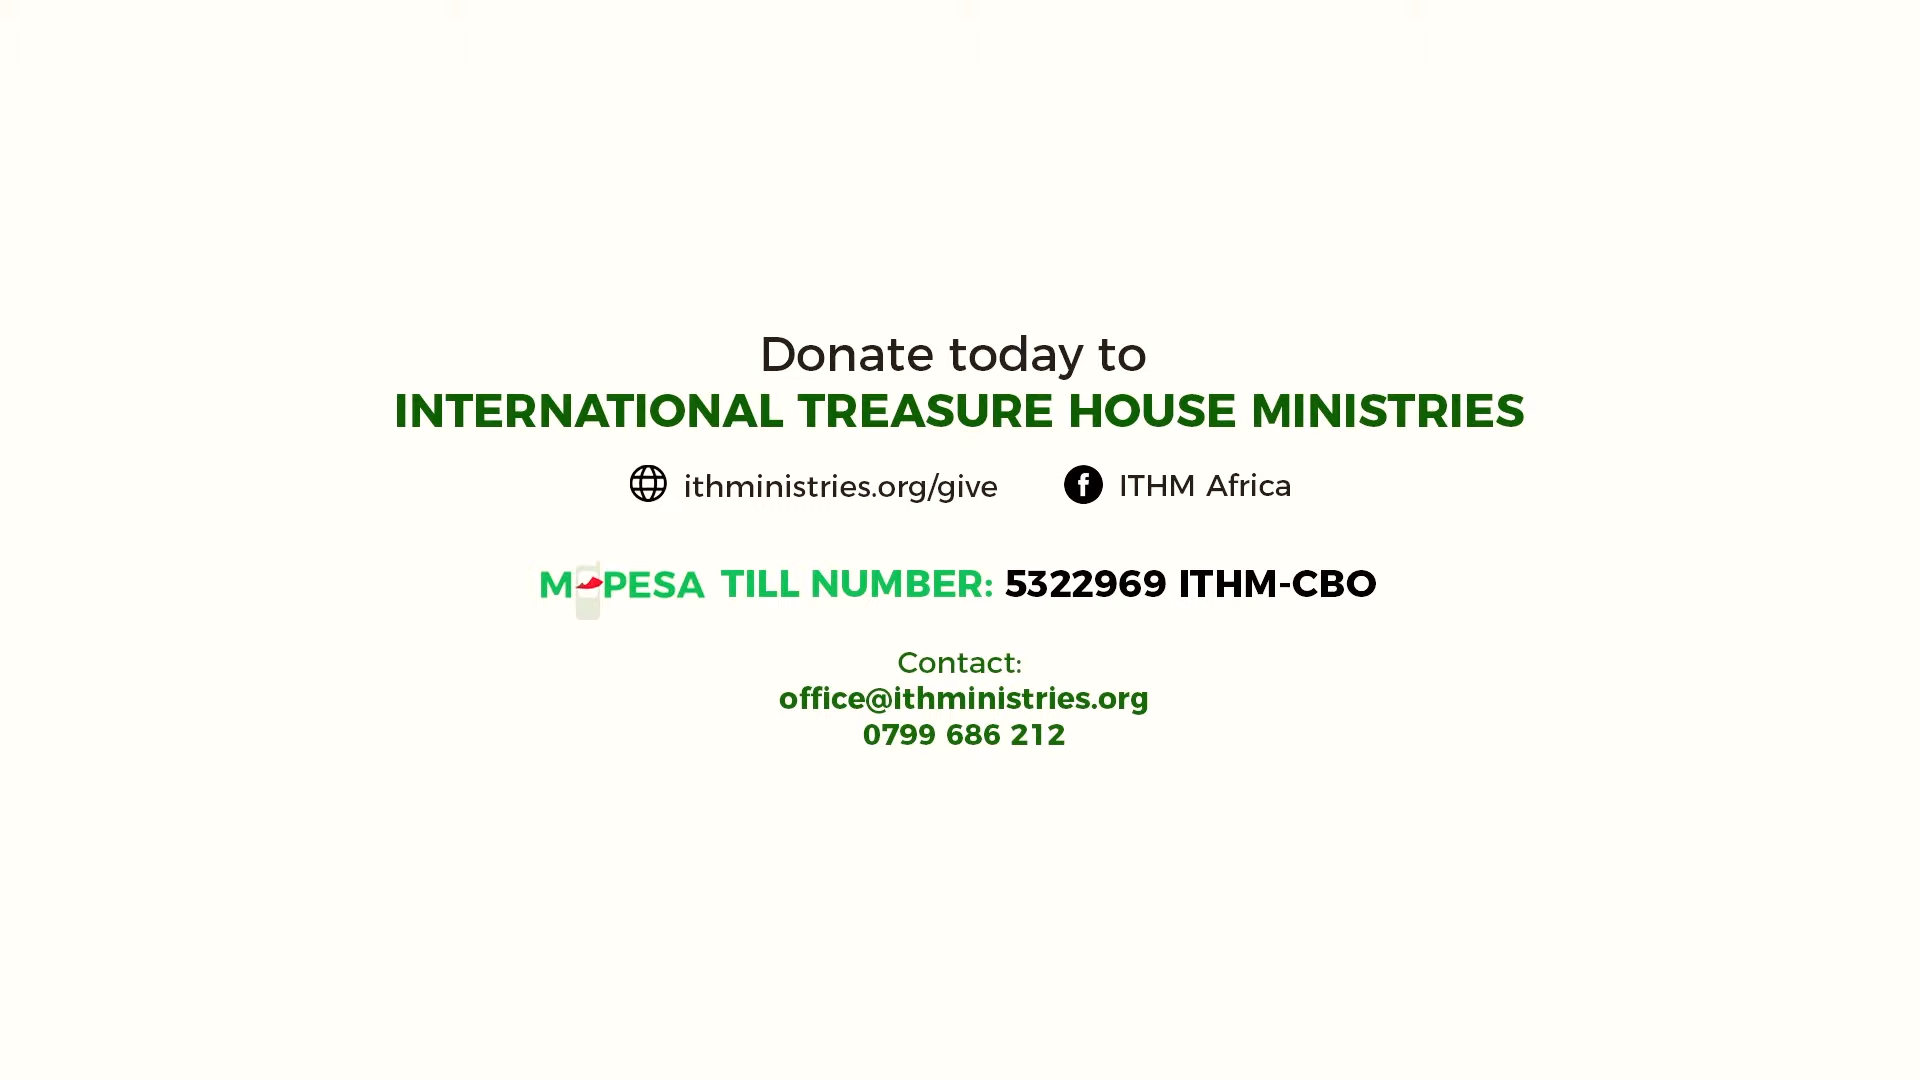 Donate today to
INTERNATIONAL TREASURE HOUSE MINISTRIES
ithministries.org/give ITHM Africa
M-PESA TILL NUMBER: 5322969 ITHM-CBO
Contact:
office@ithministries.org
0799 686 212